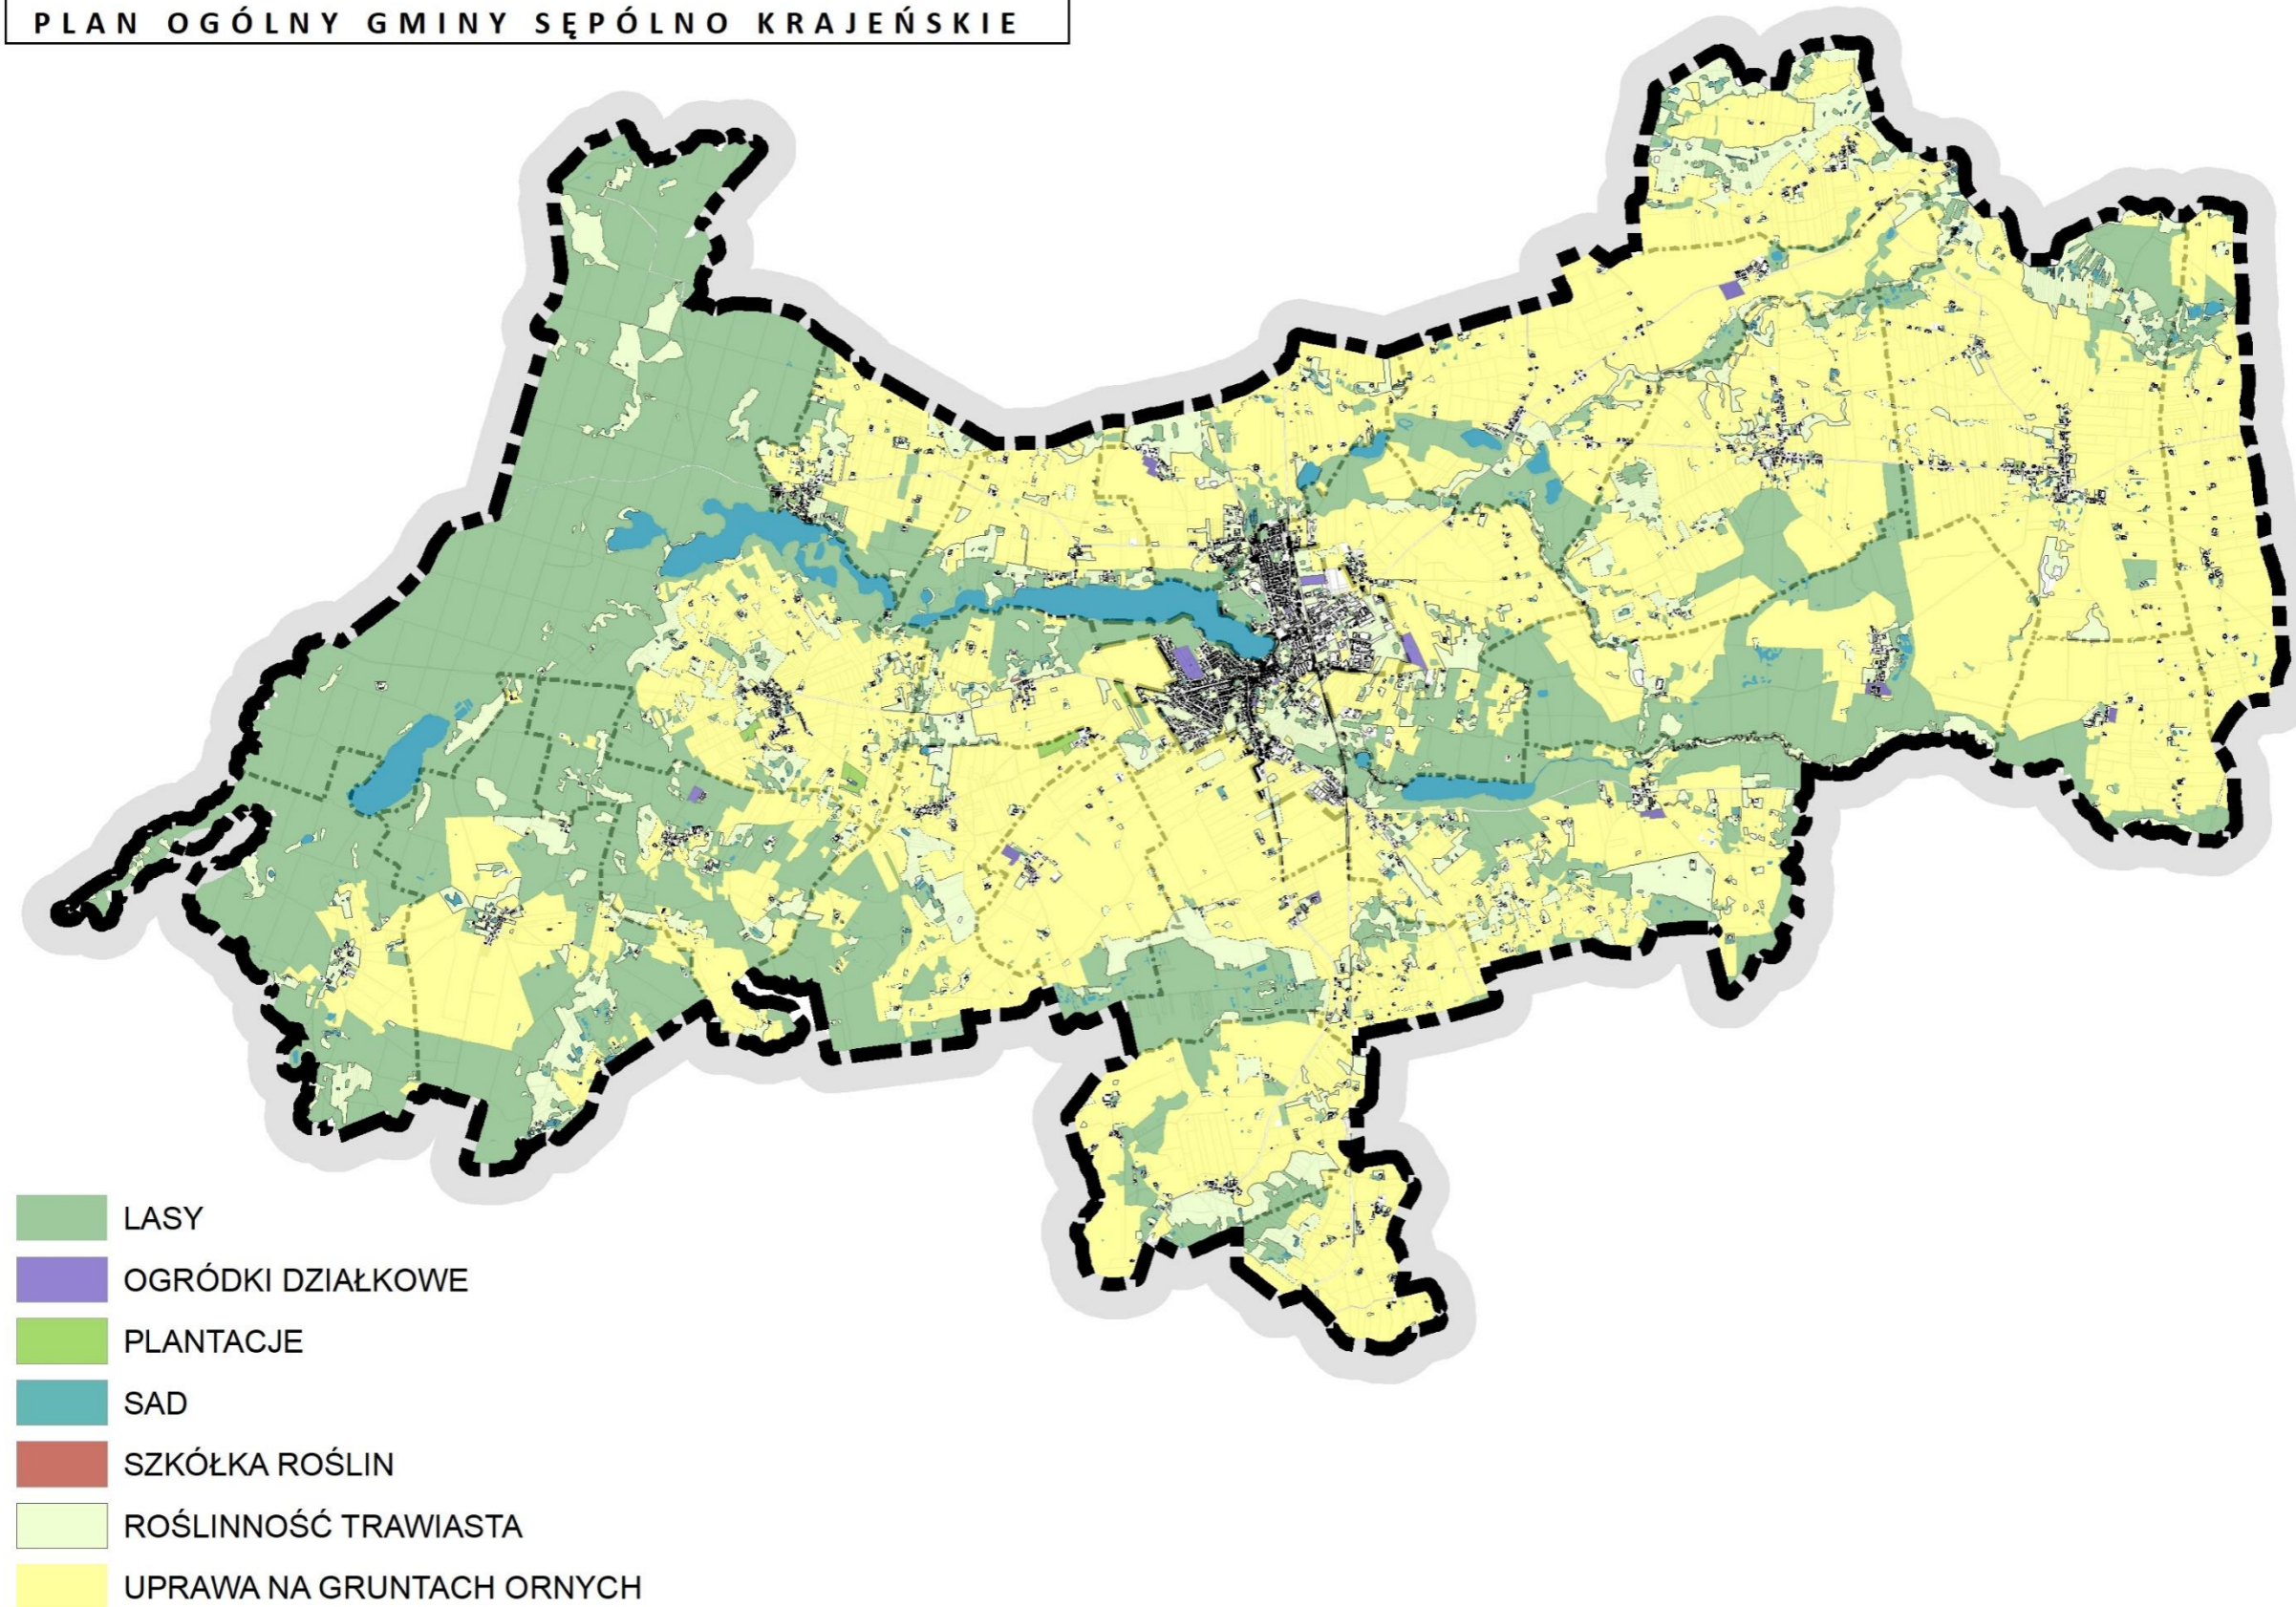 PLAN OGÓLNY GMINY SĘPÓLNO KRAJEŃSKIE
LASY
OGRÓDKI DZIAŁKOWE
PLANTACJE
SAD
SZKÓŁKA ROŚLIN
ROŚLINNOŚĆ TRAWIASTA
UPRAWA NA GRUNTACH ORNYCH